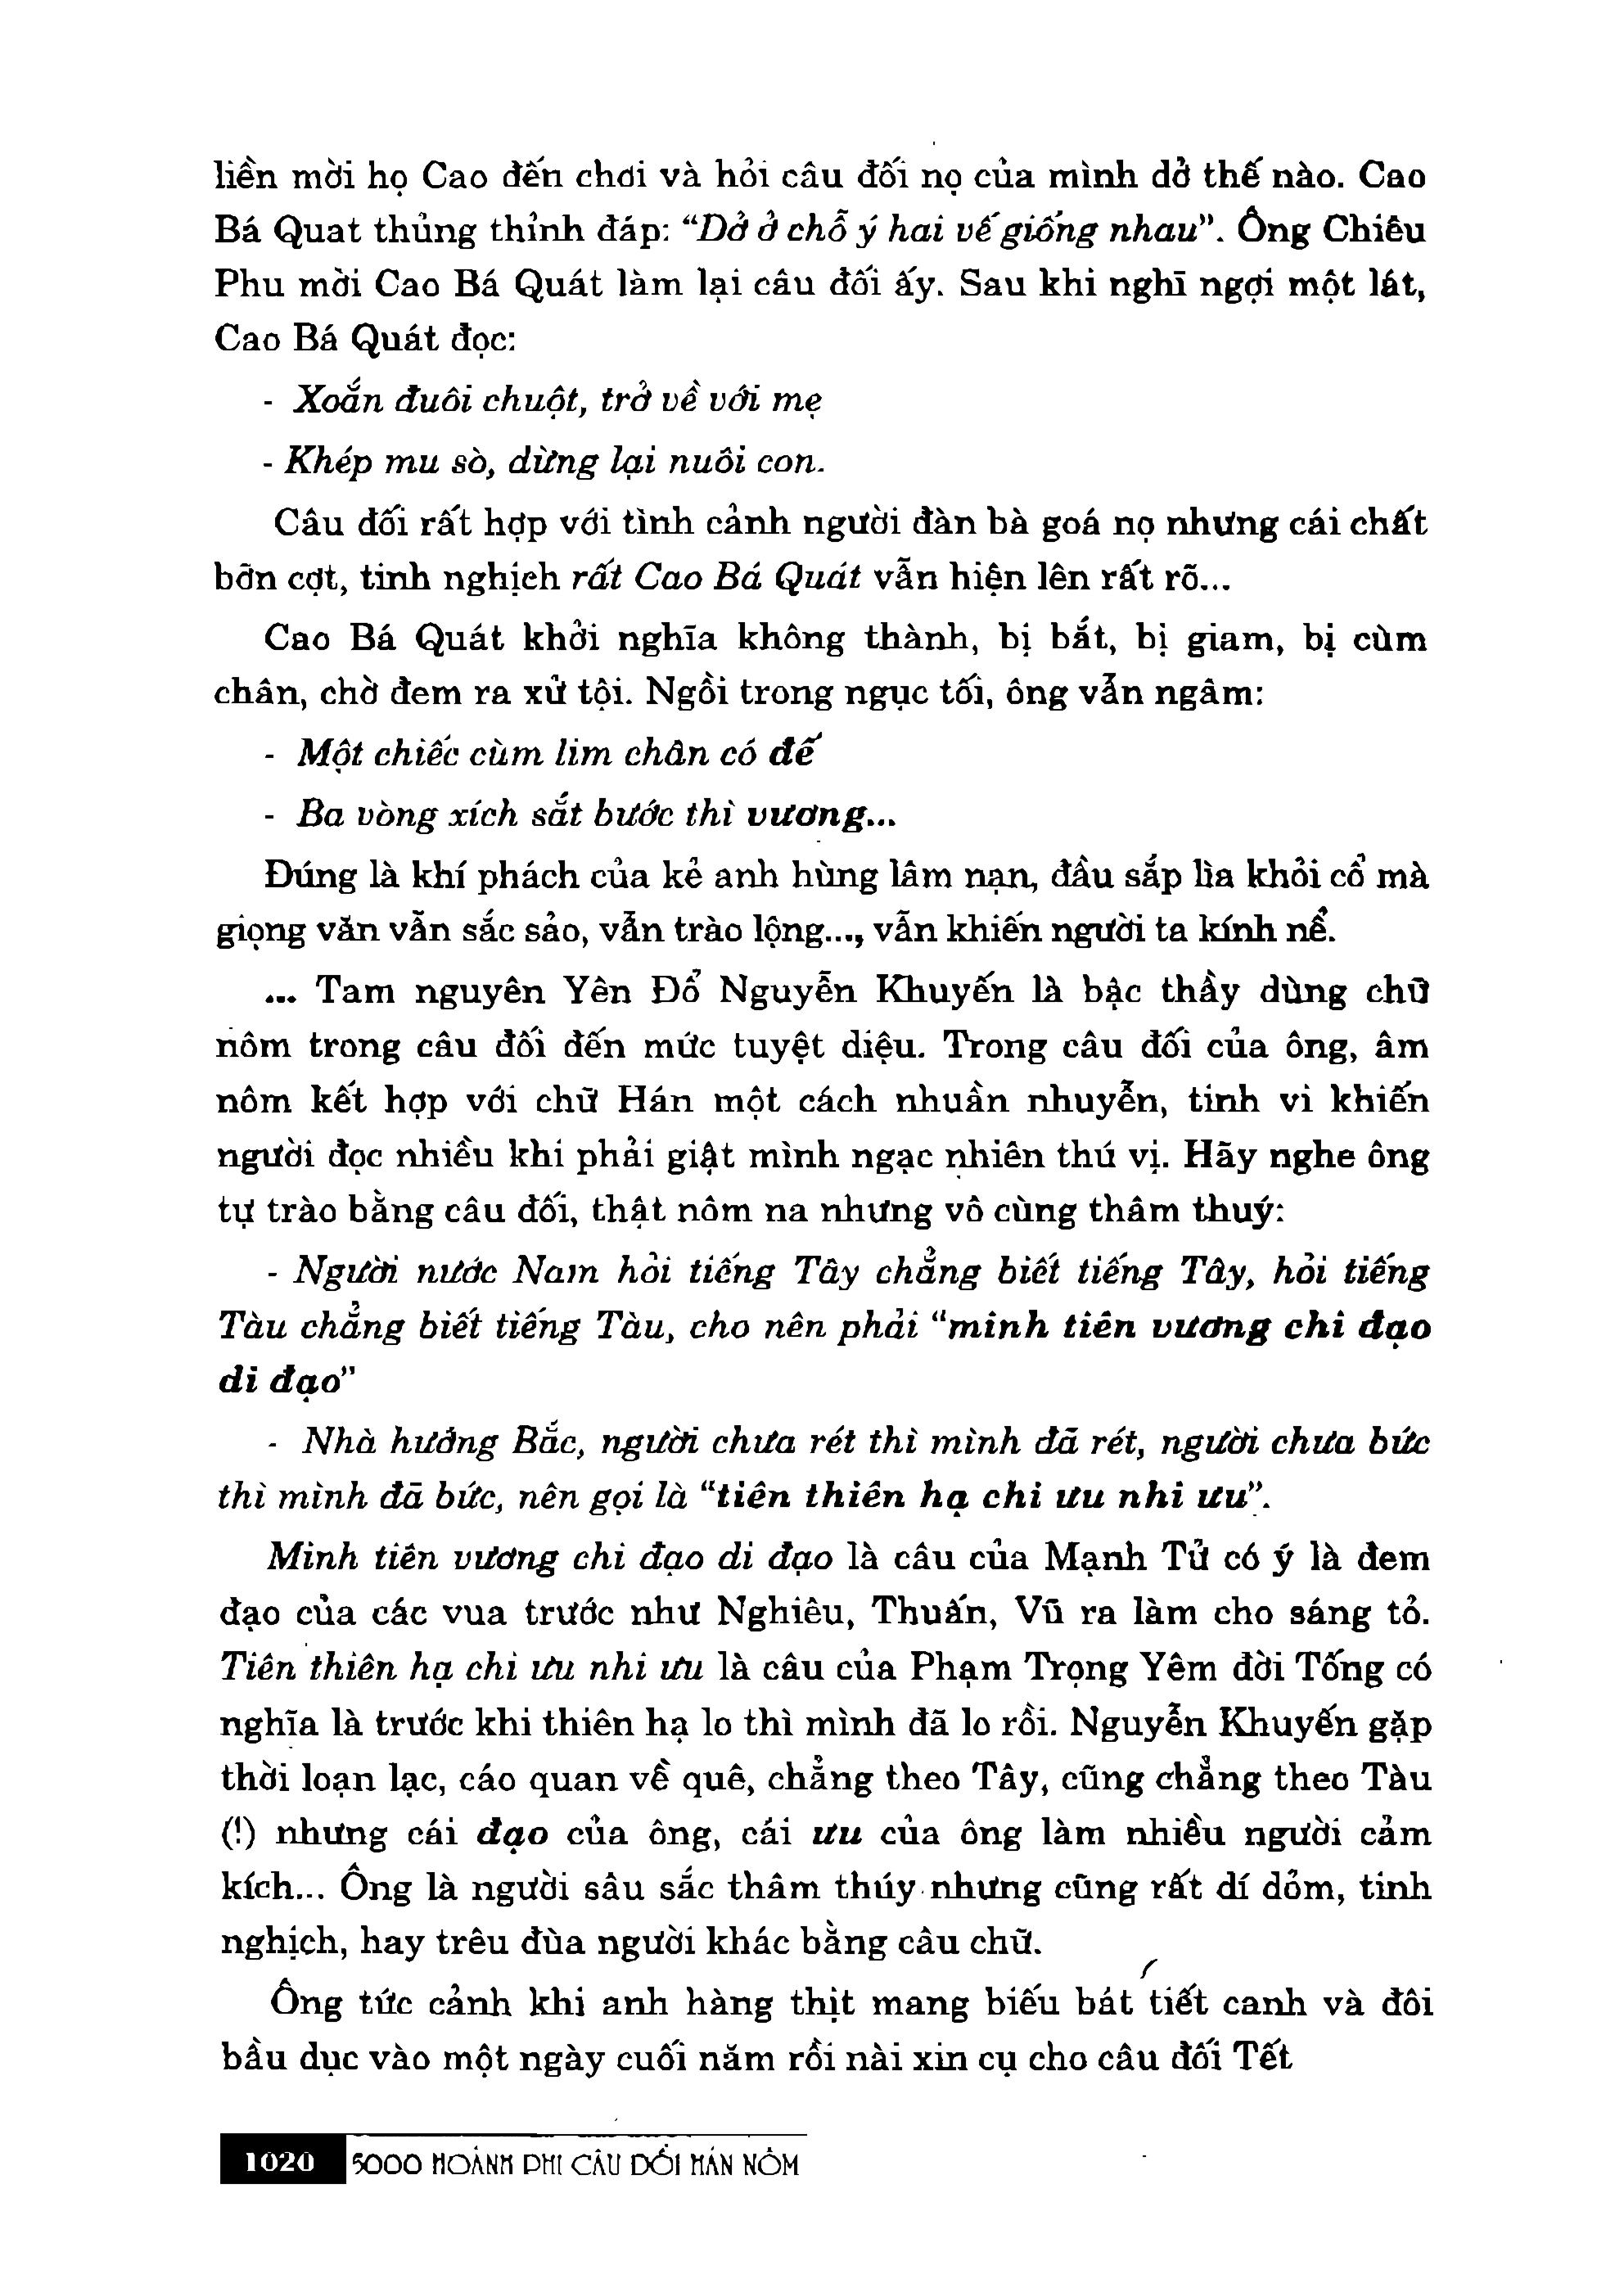 liền mời họ Cao đến chơi và hỏi câu đối nọ của mình dở thế nào. Cao
Bá Quat thủng thỉnh đáp: “Dở ở chỗ ý hai vế giống nhau”. Ông Chiêu
Phu mời Cao Bá Quát làm lại câu đối ấy. Sau khi nghĩ ngợi một lát,
Cao Bá Quát đọc:
- Xoắn đuôi chuột, trở về với mẹ
- Khép mu sò, dừng lại nuôi con.
Câu đối rất hợp với tình cảnh người đàn bà goá nọ nhưng cái chất
bỡn cợt, tinh nghịch rất Cao Bá Quát vẫn hiện lên rất rõ...
Cao Bá Quát khởi nghĩa không thành, bị bắt, bị giam, bị cùm
chân, chờ đem ra xử tội. Ngồi trong ngục tối, ông vẫn ngâm:
- Một chiếc cùm lim chân có đế
- Ba vòng xích sắt bước thì vương...
Đúng là khí phách của kẻ anh hùng lâm nạn, đầu sắp lìa khỏi cổ mà
giọng văn vẫn sắc sảo, vẫn trào lộng..., vẫn khiến người ta kính nể.
... Tam nguyên Yên Đổ Nguyễn Khuyến là bậc thầy dùng chữ
nôm trong câu đối đến mức tuyệt diệu. Trong câu đối của ông, âm
nôm kết hợp với chữ Hán một cách nhuần nhuyễn, tinh vi khiến
người đọc nhiều khi phải giật mình ngạc nhiên thú vị. Hãy nghe ông
tự trào bằng câu đối, thật nôm na nhưng vô cùng thâm thuý:
- Người nước Nam hỏi tiếng Tây chẳng biết tiếng Tây, hỏi tiếng
Tàu chẳng biết tiếng Tàu, cho nên phải “minh tiên vương chi đạo
di đạo”
- Nhà hướng Bắc, người chưa rét thì mình đã rét, người chưa bức
thì mình đã bức, nên gọi là “tiên thiên hạ chi ưu nhi ưu”.
Minh tiên vương chi đạo di đạo là câu của Mạnh Tử có ý là đem
đạo của các vua trước như Nghiêu, Thuấn, Vũ ra làm cho sáng tỏ.
Tiên thiên hạ chi ưu nhi ưu là câu của Phạm Trọng Yêm đời Tống có
nghĩa là trước khi thiên hạ lo thì mình đã lo rồi. Nguyễn Khuyến gặp
thời loạn lạc, cáo quan về quê, chẳng theo Tây, cũng chẳng theo Tàu
(!) nhưng cái đạo của ông, cái ưu của ông làm nhiều người cảm
kích... Ông là người sâu sắc thâm thúy nhưng cũng rất dí dỏm, tinh
nghịch, hay trêu đùa người khác bằng câu chữ.
Ông tức cảnh khi anh hàng thịt mang biếu bát tiết canh và đôi
bầu dục vào một ngày cuối năm rồi nài xin cụ cho câu đối Tết
1020 5000 HOÀNH PHI CÂU ĐỐI HÁN NÔM